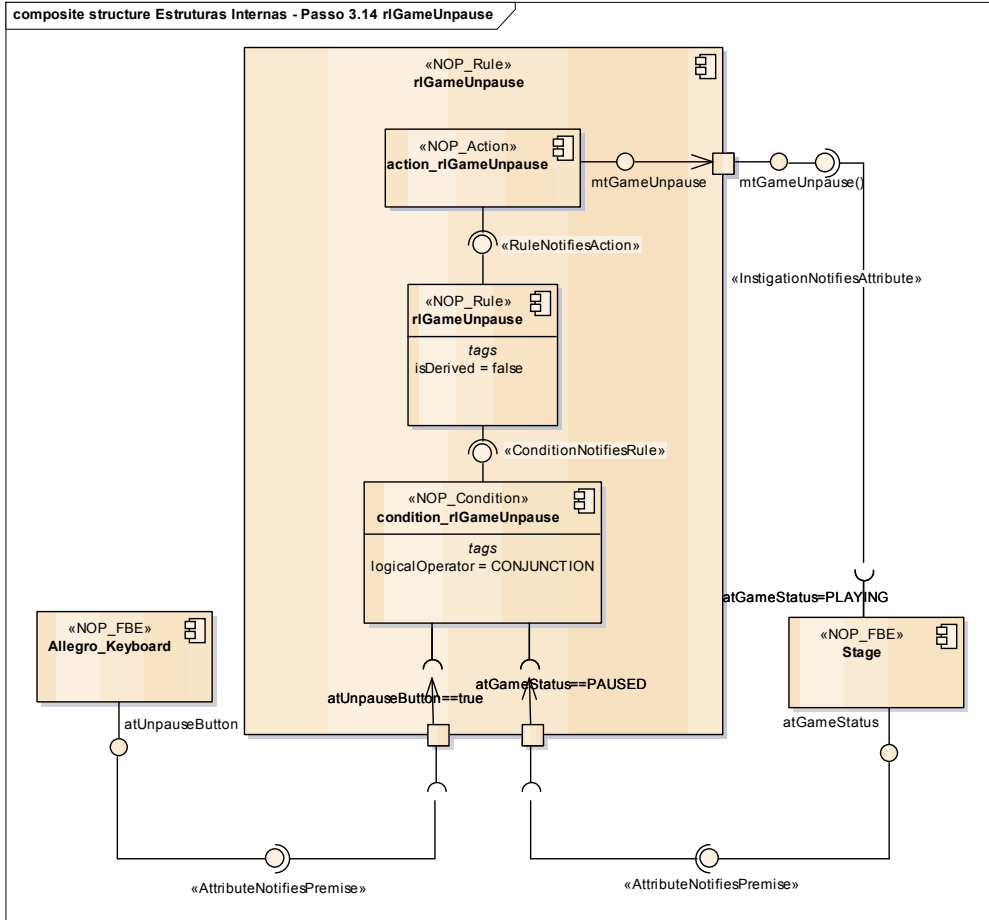 composite structure Estruturas Internas - Passo 3.14 rlGameUnpause
«NOP_Rule»
rlGameUnpause
«NOP_Action»
action_rlGameUnpause
mtGameUnpause
mtGameUnpause()
«RuleNotifiesAction»
«InstigationNotifiesAttribute»
«NOP_Rule»
rlGameUnpause
tags
isDerived = false
«ConditionNotifiesRule»
«NOP_Condition»
condition_rlGameUnpause
tags
logicalOperator = CONJUNCTION
atGameStatus=PLAYING
«NOP_FBE»
Allegro_Keyboard
«NOP_FBE»
Stage
atUnpauseButton==true
atGameStatus==PAUSED
atUnpauseButton
atGameStatus
«AttributeNotifiesPremise»
«AttributeNotifiesPremise»